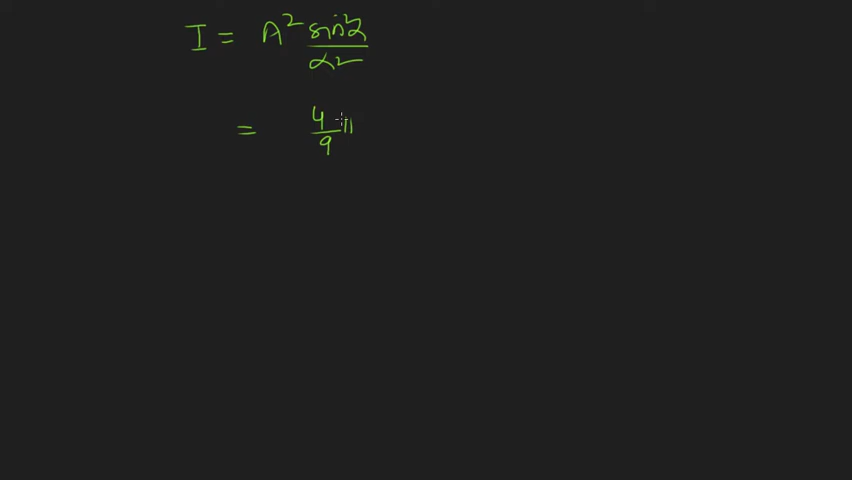 I = A² sin²α / α²
= 4/9 π